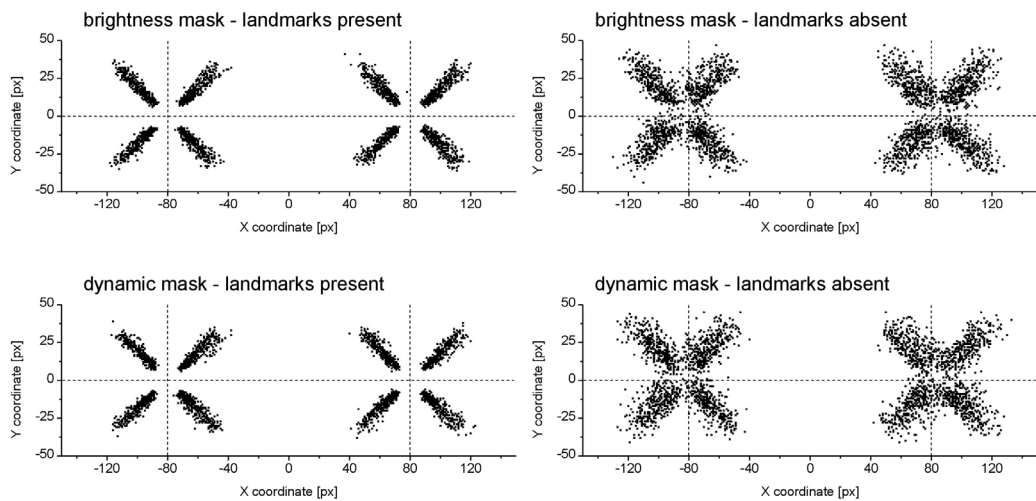 brightness mask - landmarks present
50
25
0
-25
-50
Y coordinate [px]
-120 -80 -40 0 40 80 120
X coordinate [px]
brightness mask - landmarks absent
50
25
0
-25
-50
Y coordinate [px]
-120 -80 -40 0 40 80 120
X coordinate [px]
dynamic mask - landmarks present
50
25
0
-25
-50
Y coordinate [px]
-120 -80 -40 0 40 80 120
X coordinate [px]
dynamic mask - landmarks absent
50
25
0
-25
-50
Y coordinate [px]
-120 -80 -40 0 40 80 120
X coordinate [px]